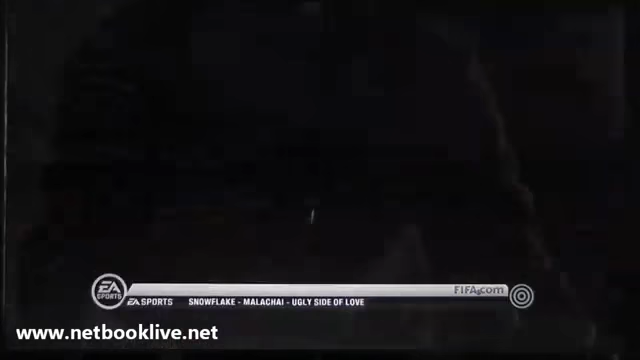 FIFA.com
EA SPORTS
EA SPORTS SNOWFLAKE - MALACHAI - UGLY SIDE OF LOVE
www.netbooklive.net